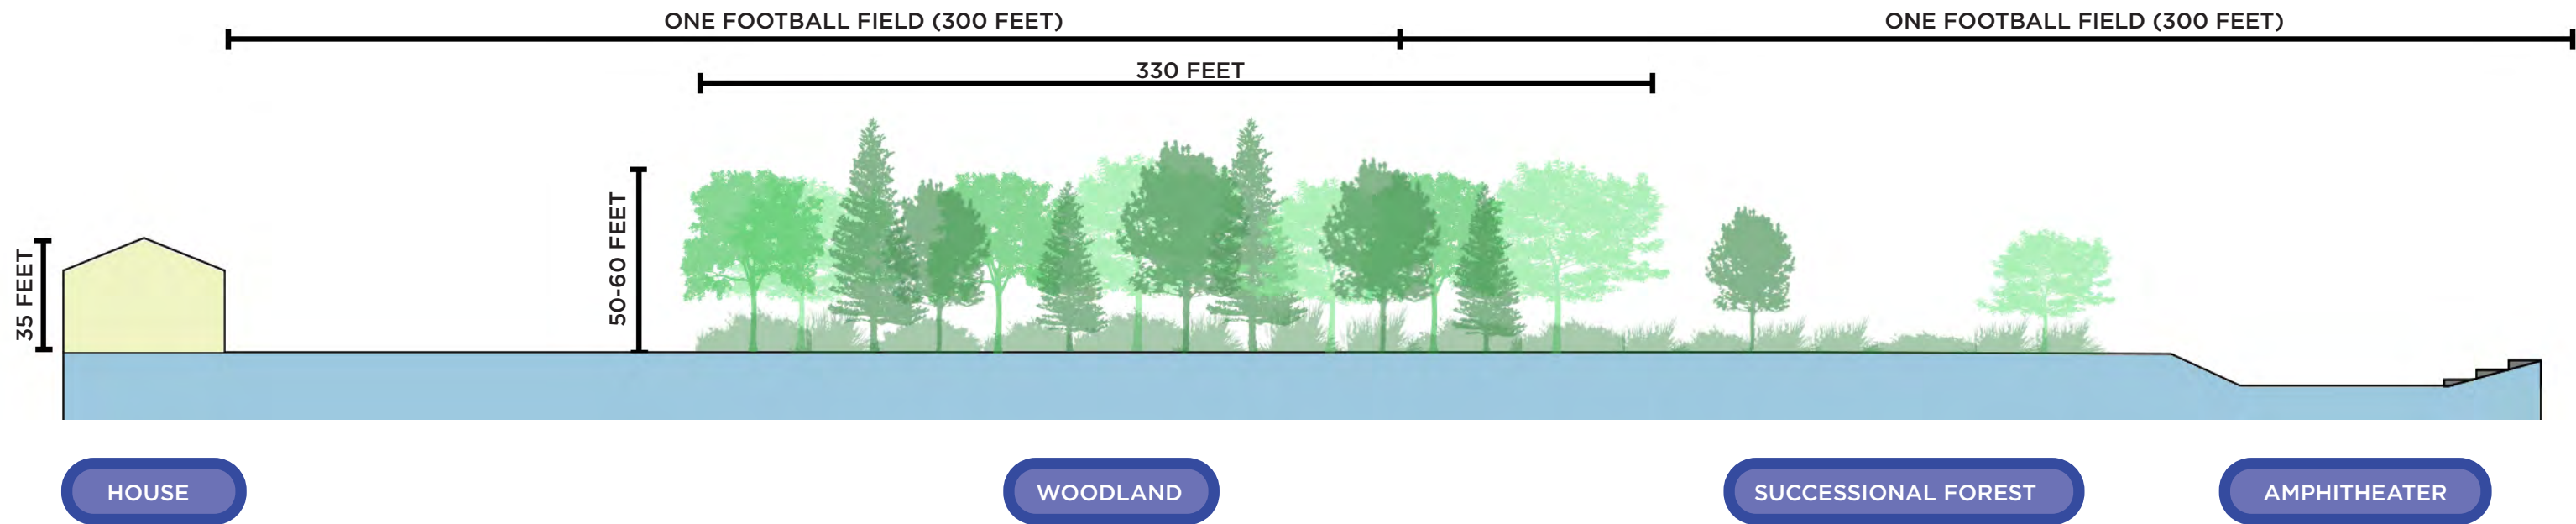 ONE FOOTBALL FIELD (300 FEET)
ONE FOOTBALL FIELD (300 FEET)
330 FEET
50-60 FEET
35 FEET
HOUSE
WOODLAND
SUCCESSIONAL FOREST
AMPHITHEATER